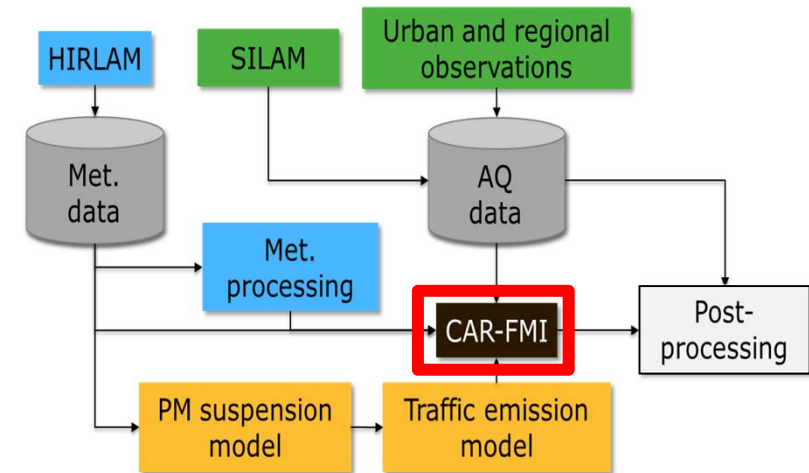 HIRLAM
SILAM
Urban and regional
observations
Met.
data
AQ
data
Met.
processing
CAR-FMI
Post-
processing
PM suspension
model
Traffic emission
model